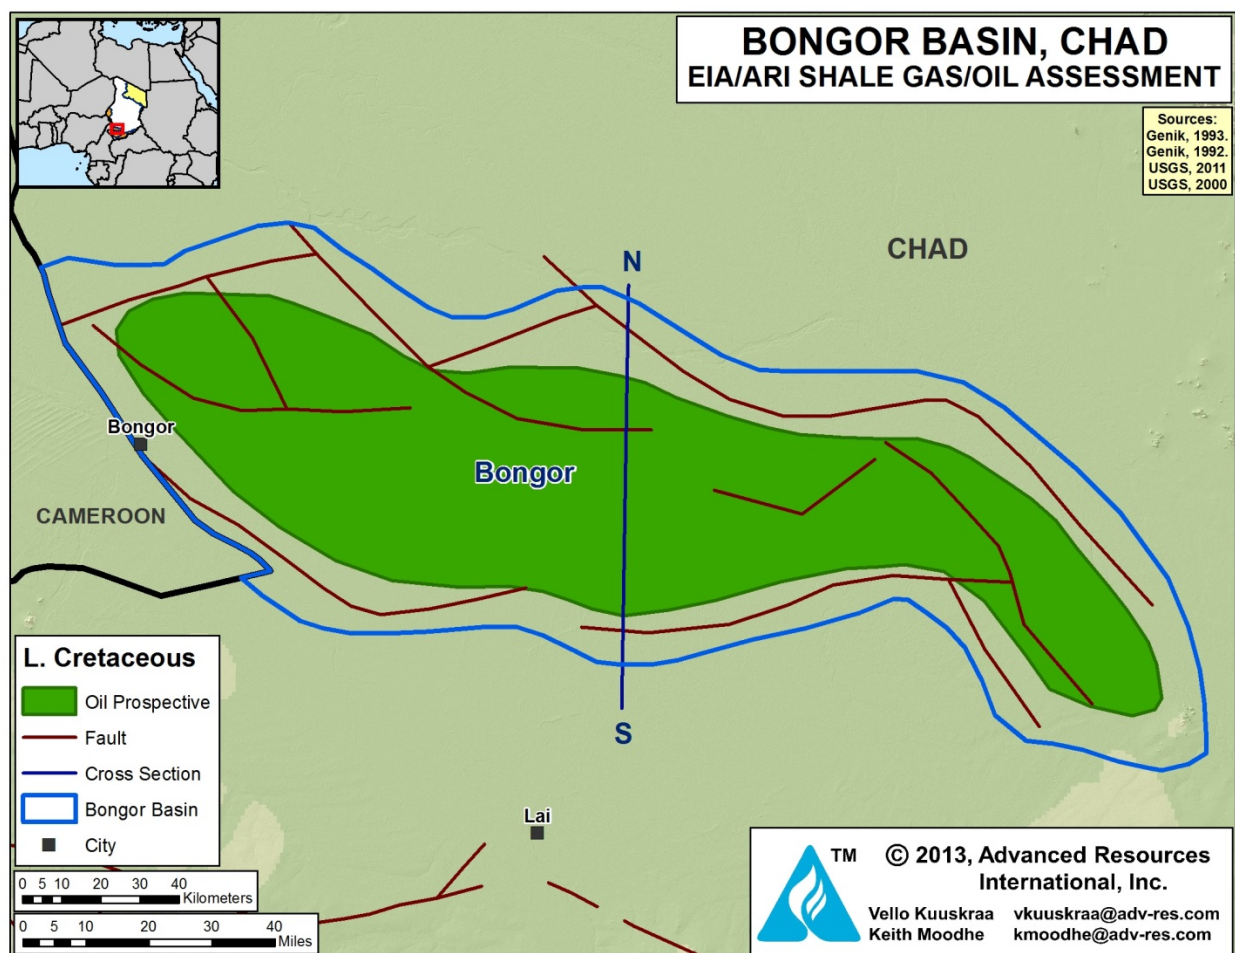 BONGOR BASIN, CHAD
EIA/ARI SHALE GAS/OIL ASSESSMENT
Sources:
Genik, 1993.
Genik, 1992.
USGS, 2011
USGS, 2000
CHAD
N
Bongor
Bongor
CAMEROON
S
L. Cretaceous
Oil Prospective
Fault
Cross Section
Bongor Basin
City
Lai
0 5 10 20 30 40
Kilometers
0 5 10 20 30 40
Miles
TM
© 2013, Advanced Resources
International, Inc.
Vello Kuuskraa vkuuskraa@adv-res.com
Keith Moodhe kmoodhe@adv-res.com